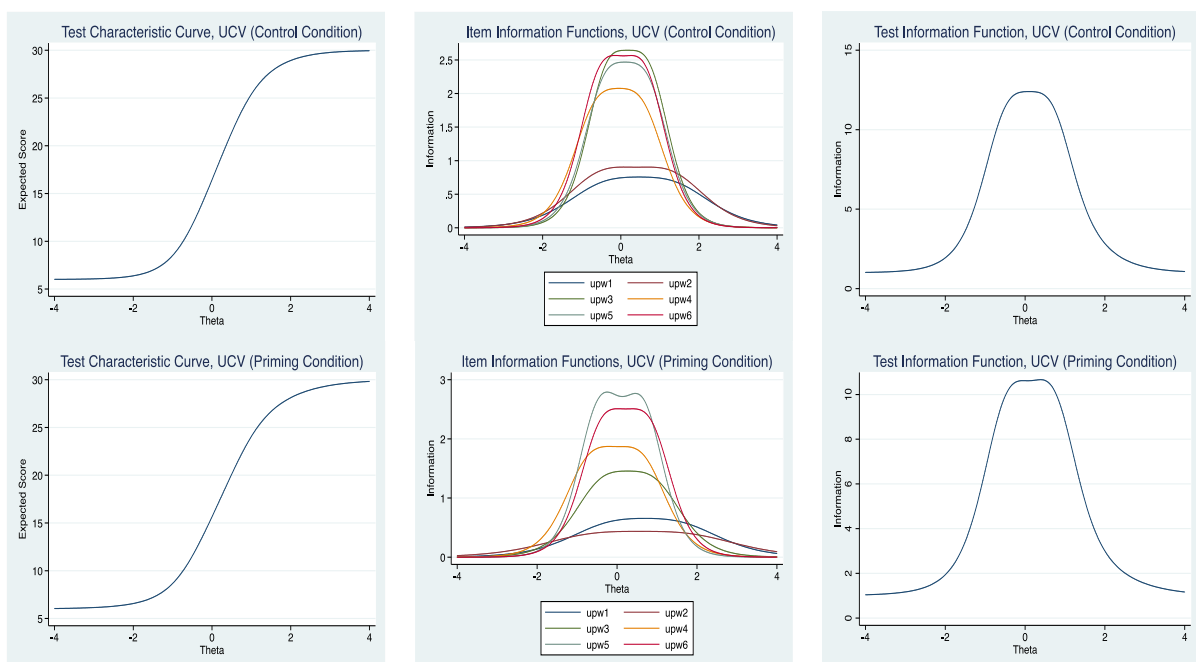 Test Characteristic Curve, UCV (Control Condition)
30
25
20
15
10
5
Expected Score
-4 -2 0 2 4
Theta
Item Information Functions, UCV (Control Condition)
2.5
2
1.5
1
.5
0
Information
-4 -2 0 2 4
Theta
upw1 upw2
upw3 upw4
upw5 upw6
Test Information Function, UCV (Control Condition)
15
10
5
0
Information
-4 -2 0 2 4
Theta
Test Characteristic Curve, UCV (Priming Condition)
30
25
20
15
10
5
Expected Score
-4 -2 0 2 4
Theta
Item Information Functions, UCV (Priming Condition)
3
2
1
0
Information
-4 -2 0 2 4
Theta
upw1 upw2
upw3 upw4
upw5 upw6
Test Information Function, UCV (Priming Condition)
10
8
6
4
2
0
Information
-4 -2 0 2 4
Theta